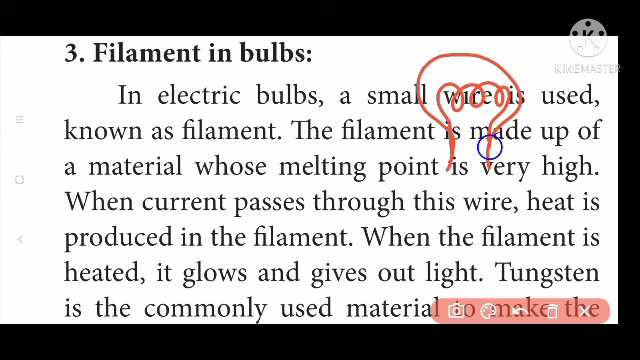 KINEMASTER
3. Filament in bulbs:
In electric bulbs, a small wire is used,
known as filament. The filament is made up of
a material whose melting point is very high.
When current passes through this wire, heat is
produced in the filament. When the filament is
heated, it glows and gives out light. Tungsten
is the commonly used material to make the